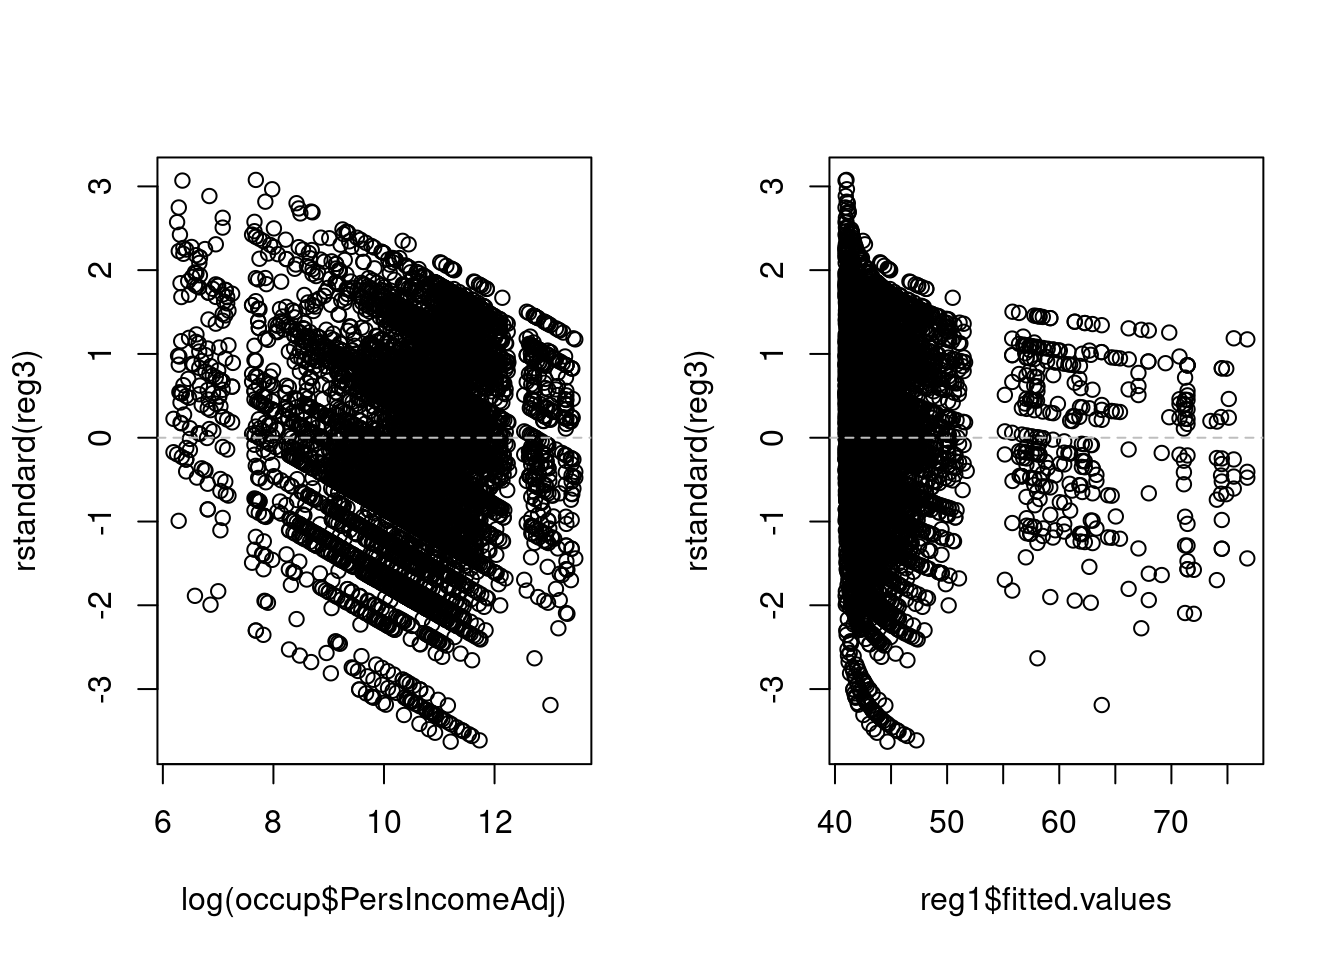 rstandard(reg3)
3
2
1
0
-1
-2
-3
6 8 10 12
log(occup$PersIncomeAdj)
rstandard(reg3)
3
2
1
0
-1
-2
-3
40 50 60 70
reg1$fitted.values